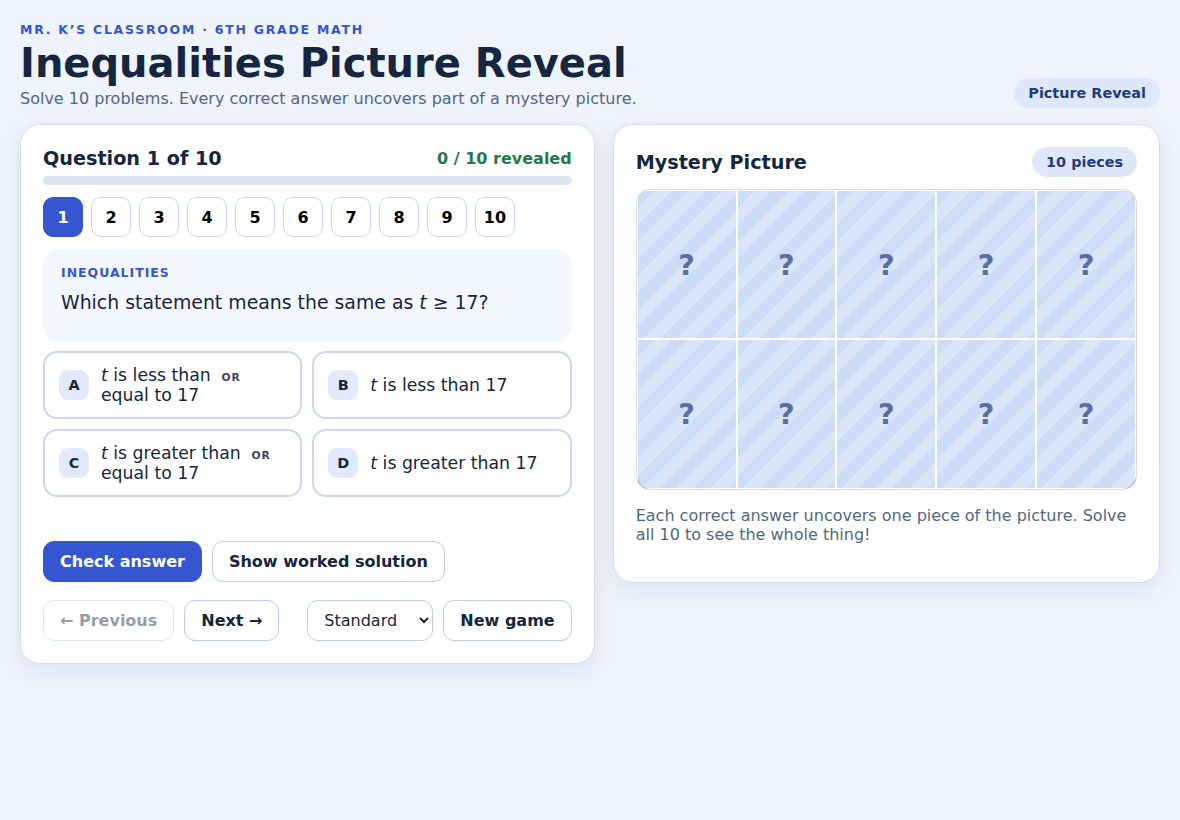 MR. K’S CLASSROOM · 6TH GRADE MATH
Inequalities Picture Reveal
Solve 10 problems. Every correct answer uncovers part of a mystery picture.
Picture Reveal
Question 1 of 10
0 / 10 revealed
1 2 3 4 5 6 7 8 9 10
INEQUALITIES
Which statement means the same as t ≥ 17?
A
t is less than OR
equal to 17
B
t is less than 17
C
t is greater than OR
equal to 17
D
t is greater than 17
Check answer
Show worked solution
← Previous
Next →
Standard
New game
Mystery Picture
10 pieces
? ? ? ? ?
? ? ? ? ?
Each correct answer uncovers one piece of the picture. Solve
all 10 to see the whole thing!